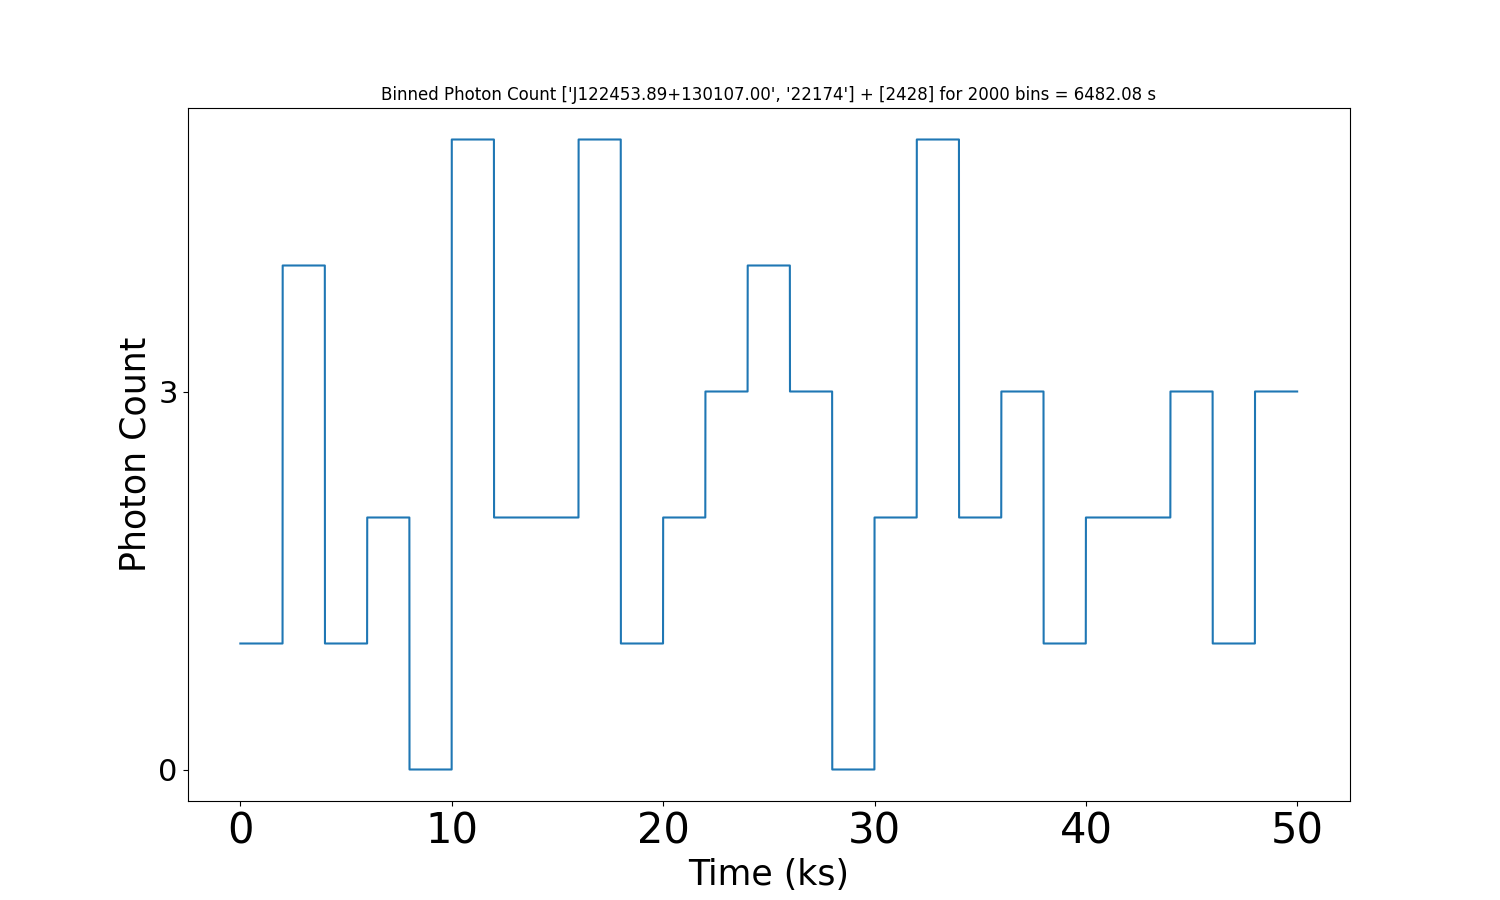 Binned Photon Count ['J122453.89+130107.00', '22174'] + [2428] for 2000 bins = 6482.08 s
Photon Count
3
0
0 10 20 30 40 50
Time (ks)